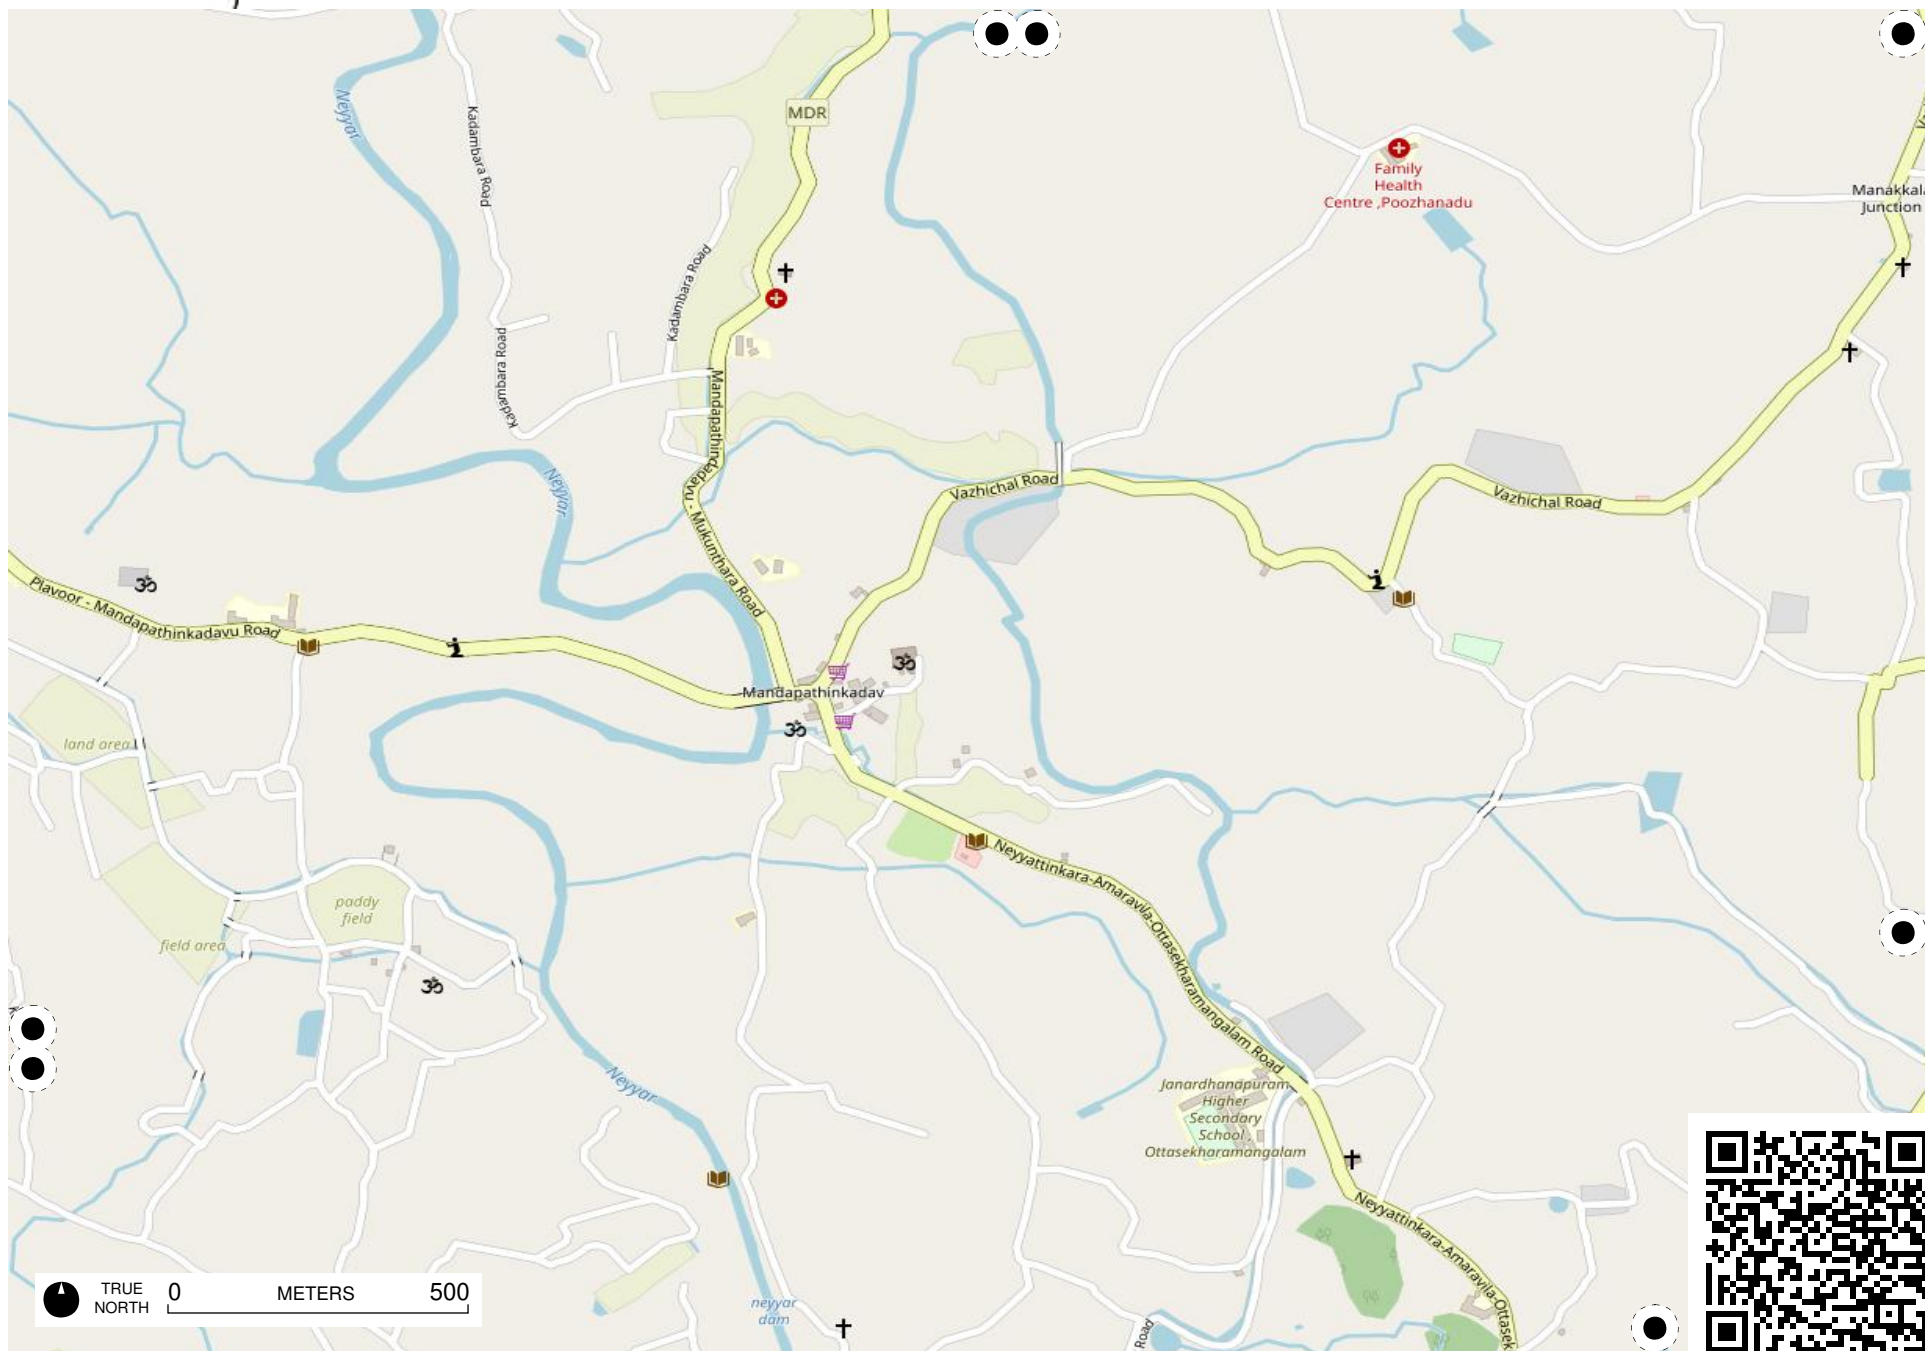 MDR
Neyyar
Kadambara Road
Family
Health
Centre ,Poozhanadu
Manakkala
Junction
Kadambara Road
Kadambara Road
Mandapathindadavu - Mukunthara Road
Neyyar
Vazhichal Road
Vazhichal Road
Plavoor - Mandapathinkadavu Road
Mandapathinkadav
land area
Neyyattinkara-Amaravila-Ottasekharamangalam Road
paddy
field
field area
Neyyar
Janardhanapuram
Higher
Secondary
School ,
Ottasekharamangalam
Neyyattinkara-Amaravila-Ottasek
neyyar
dam
Road
TRUE
NORTH
0 METERS 500